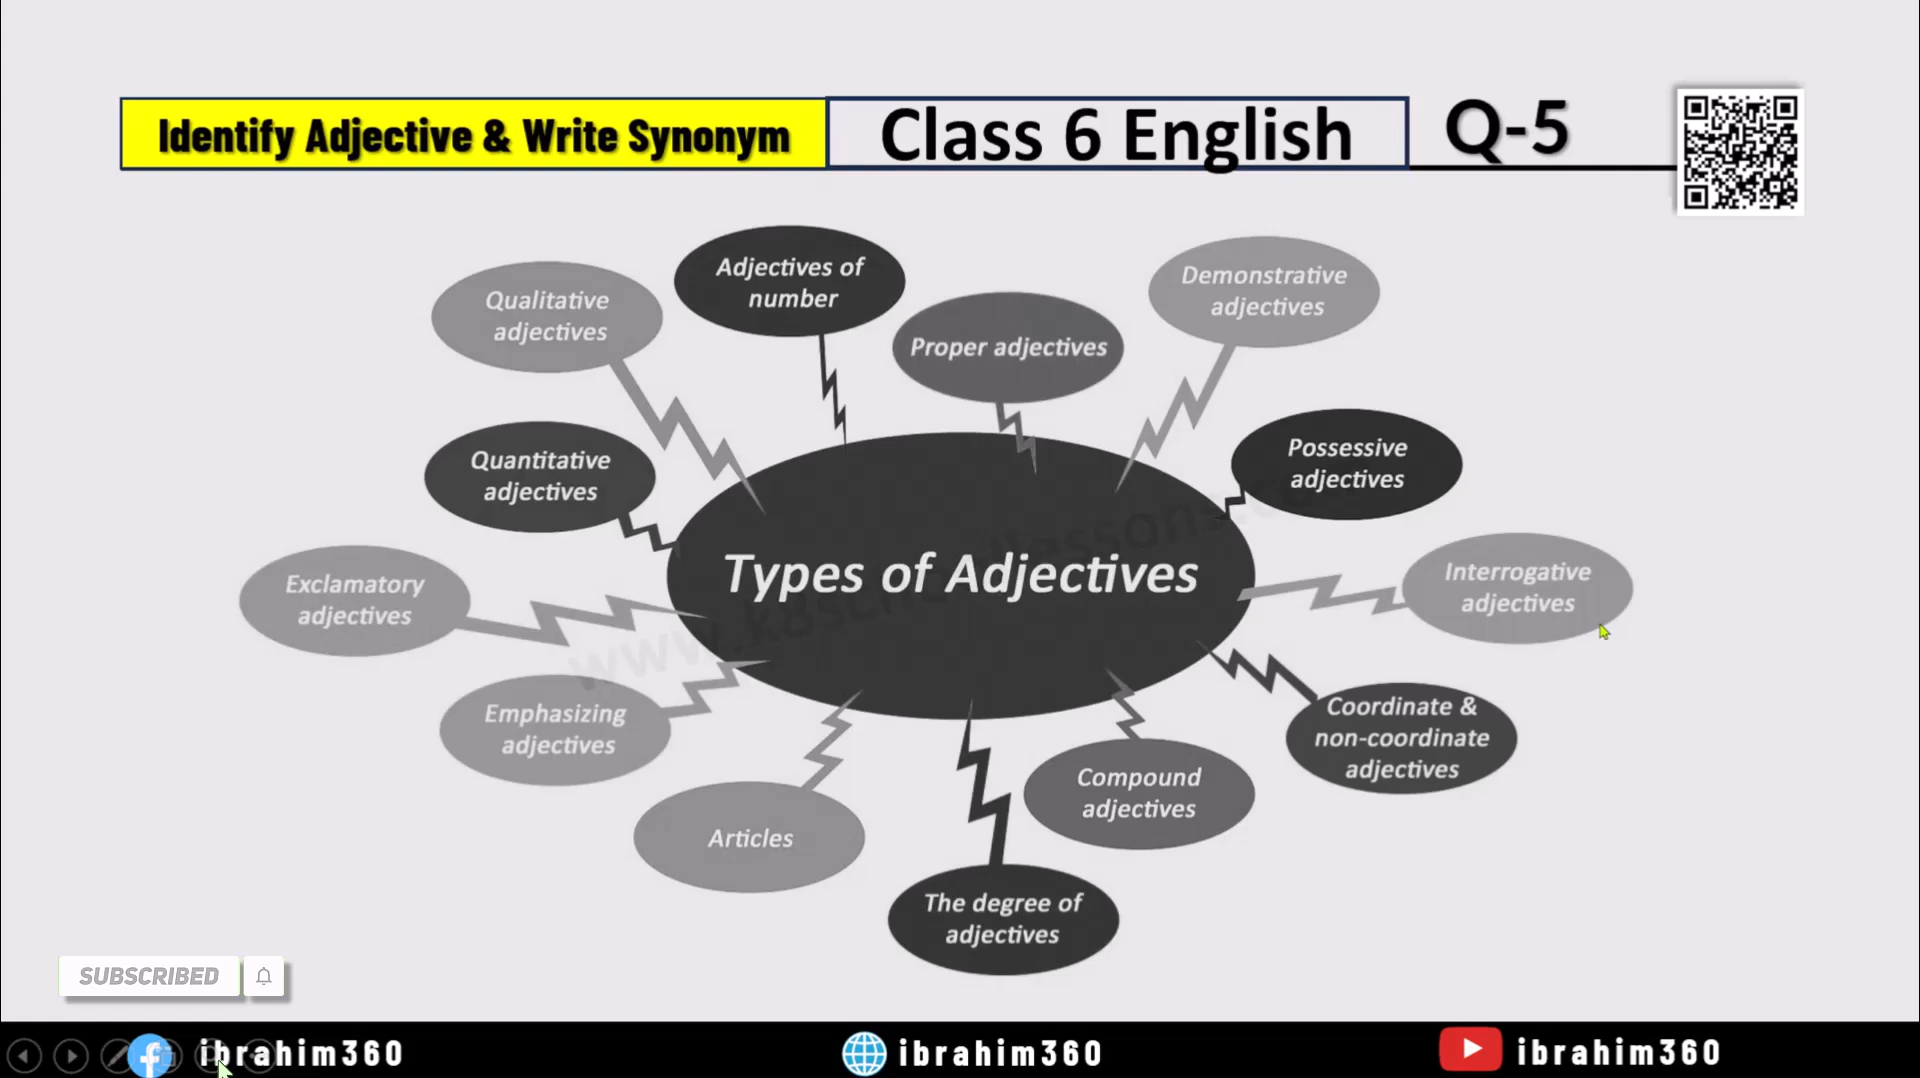 Identify Adjective & Write Synonym
Class 6 English
Q-5
Adjectives of
number
Demonstrative
adjectives
Qualitative
adjectives
Proper adjectives
Possessive
adjectives
Quantitative
adjectives
Types of Adjectives
Interrogative
adjectives
Exclamatory
adjectives
Emphasizing
adjectives
Coordinate &
non-coordinate
adjectives
Compound
adjectives
Articles
The degree of
adjectives
SUBSCRIBED
ibrahim360
ibrahim360
ibrahim360